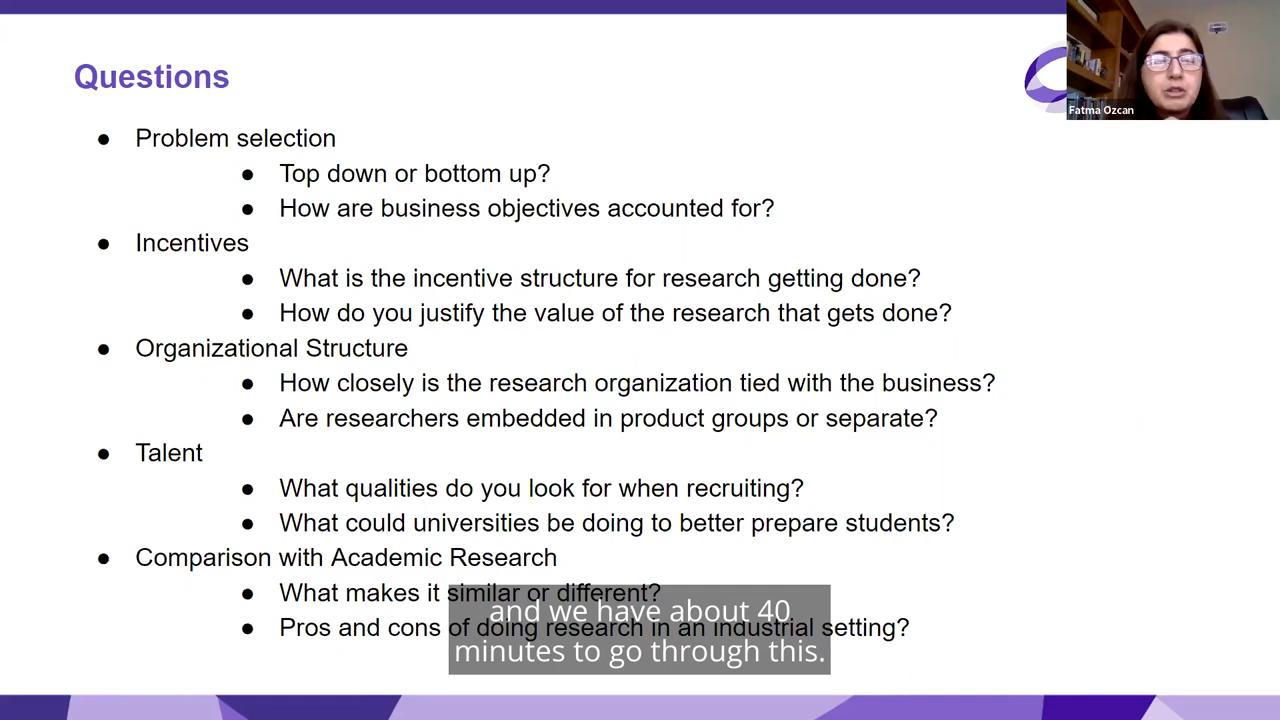 Questions
Fatma Ozcan
● Problem selection
● Top down or bottom up?
● How are business objectives accounted for?
● Incentives
● What is the incentive structure for research getting done?
● How do you justify the value of the research that gets done?
● Organizational Structure
● How closely is the research organization tied with the business?
● Are researchers embedded in product groups or separate?
● Talent
● What qualities do you look for when recruiting?
● What could universities be doing to better prepare students?
● Comparison with Academic Research
● What makes it similar or different?
● Pros and cons of doing research in an industrial setting?
and we have about 40
minutes to go through this.